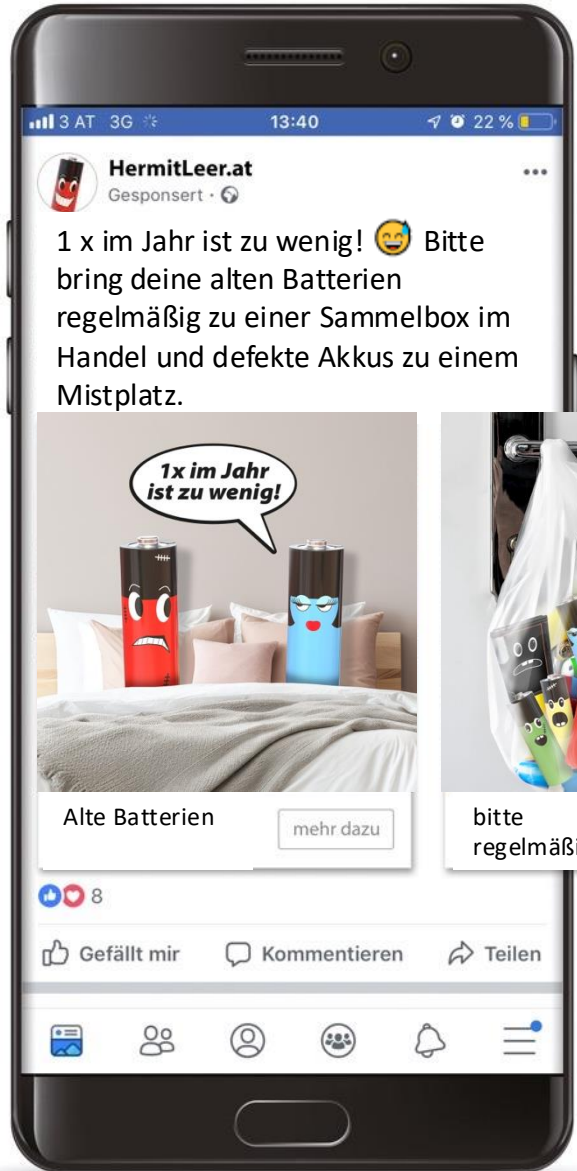 3 AT 3G 13:40 22 %
HermitLeer.at
Gesponsert ·
1 x im Jahr ist zu wenig! 😅 Bitte
bring deine alten Batterien
regelmäßig zu einer Sammelbox im
Handel und defekte Akkus zu einem
Mistplatz.
1x im Jahr
ist zu wenig!
Alte Batterien
mehr dazu
bitte
regelmäßi
8
Gefällt mir Kommentieren Teilen